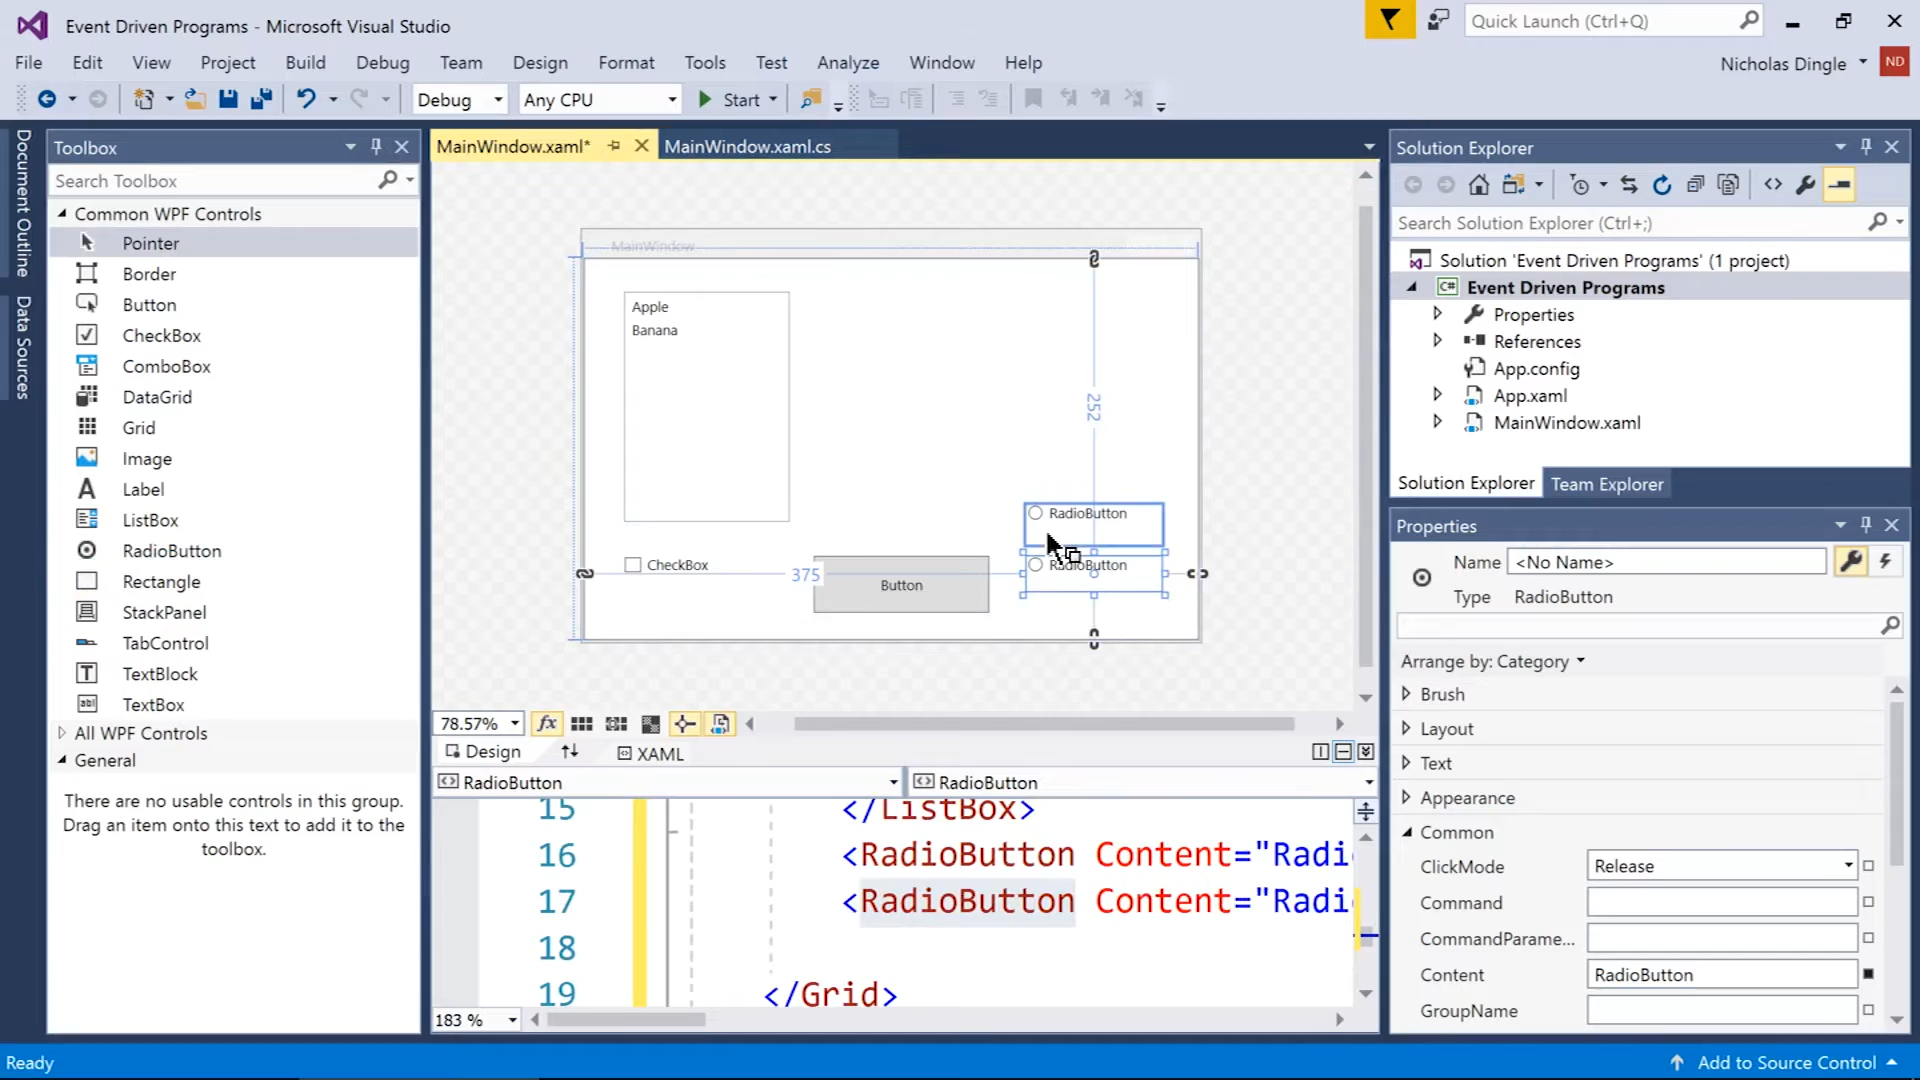 Event Driven Programs - Microsoft Visual Studio
Quick Launch (Ctrl+Q)
File Edit View Project Build Debug Team Design Format Tools Test Analyze Window Help
Nicholas Dingle ND
Debug Any CPU Start
Document Outline
Data Sources
Toolbox
Search Toolbox
Common WPF Controls
Pointer
Border
Button
CheckBox
ComboBox
DataGrid
Grid
Image
Label
ListBox
RadioButton
Rectangle
StackPanel
TabControl
TextBlock
TextBox
All WPF Controls
General
There are no usable controls in this group.
Drag an item onto this text to add it to the
toolbox.
MainWindow.xaml* MainWindow.xaml.cs
MainWindow
Apple
Banana
252
RadioButton
CheckBox
375
Button
RadioButton
78.57%
fx
Design XAML
RadioButton RadioButton
15 </ListBox>
16 <RadioButton Content="Radi
17 <RadioButton Content="Radi
18
19 </Grid>
183 %
Solution Explorer
Search Solution Explorer (Ctrl+;)
Solution 'Event Driven Programs' (1 project)
C# Event Driven Programs
Properties
References
App.config
App.xaml
MainWindow.xaml
Solution Explorer Team Explorer
Properties
Name <No Name>
Type RadioButton
Arrange by: Category
Brush
Layout
Text
Appearance
Common
ClickMode Release
Command
CommandParame...
Content RadioButton
GroupName
Ready
Add to Source Control